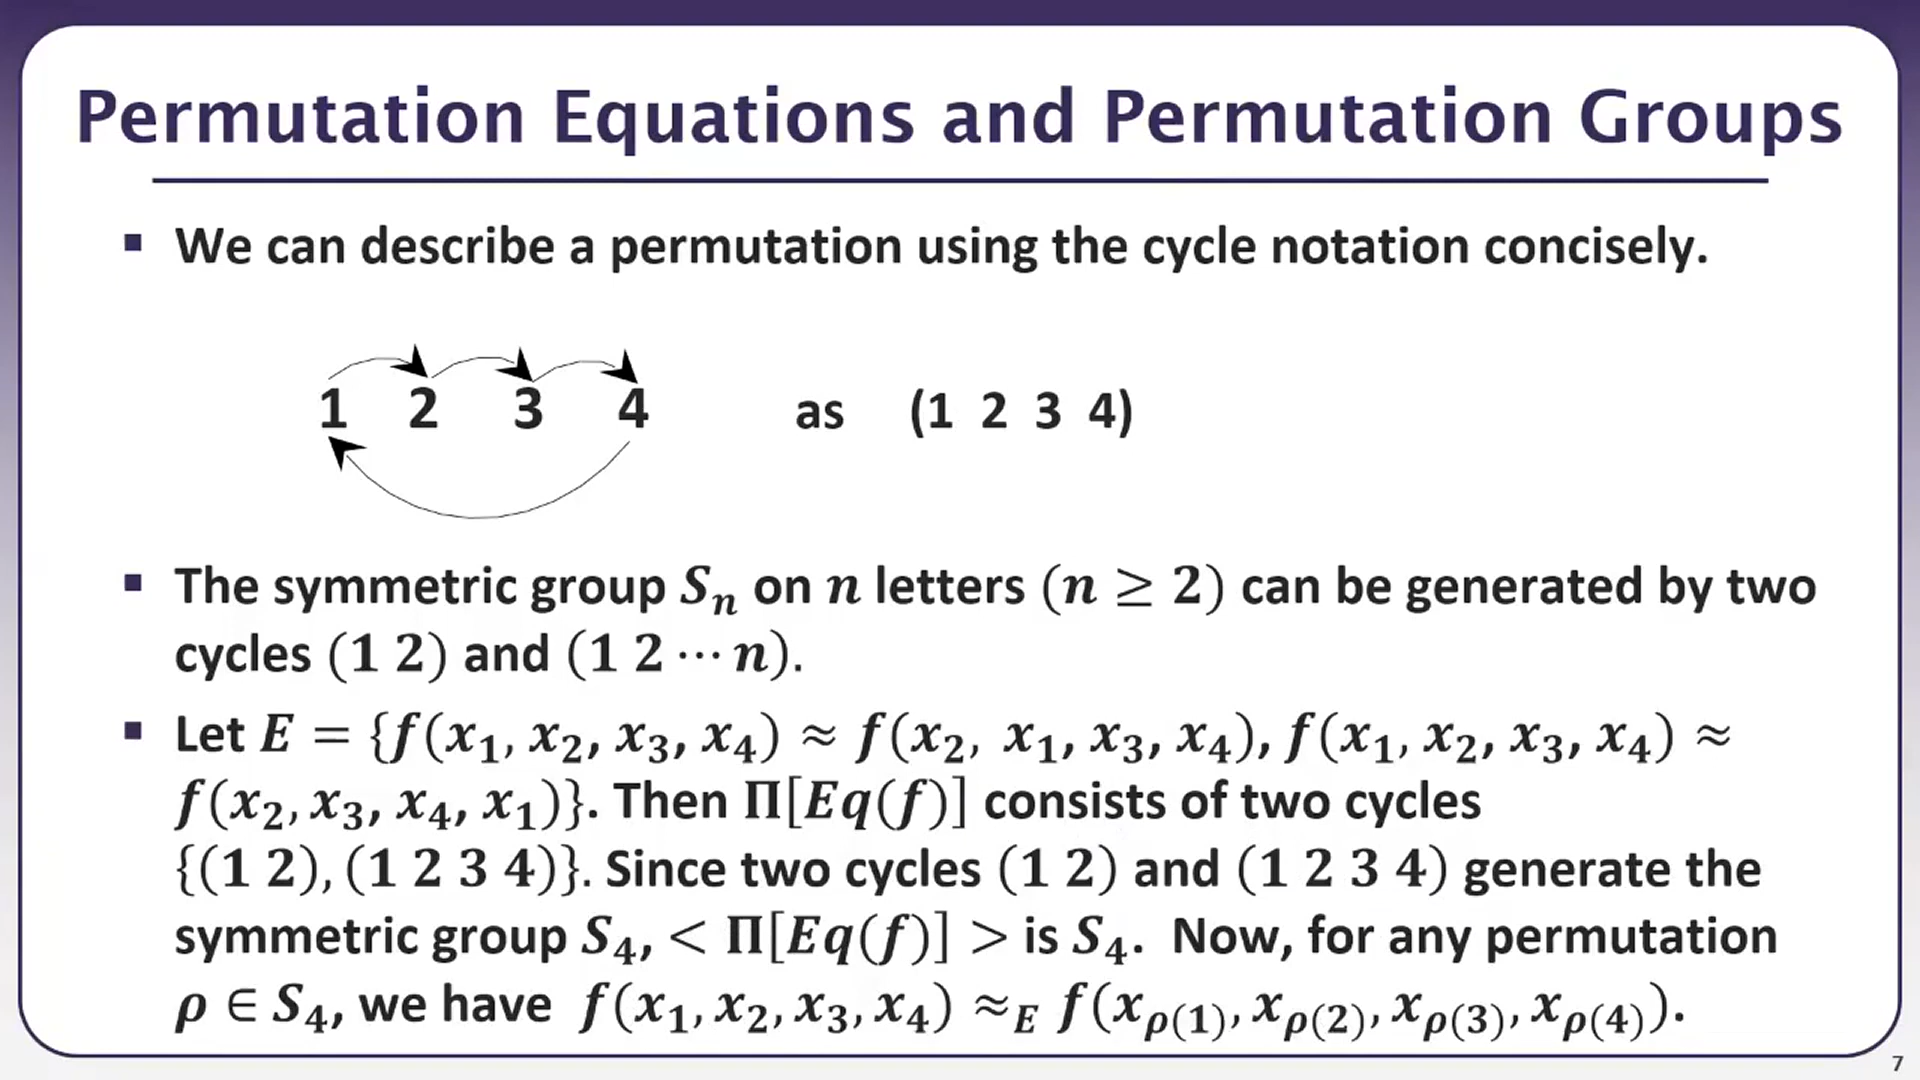 Permutation Equations and Permutation Groups
▪ We can describe a permutation using the cycle notation concisely.
1 2 3 4 as (1 2 3 4)
▪ The symmetric group Sₙ on n letters (n ≥ 2) can be generated by two
cycles (1 2) and (1 2 ⋯ n).
▪ Let E = {f(x₁, x₂, x₃, x₄) ≈ f(x₂, x₁, x₃, x₄), f(x₁, x₂, x₃, x₄) ≈
f(x₂, x₃, x₄, x₁)}. Then Π[Eq(f)] consists of two cycles
{(1 2), (1 2 3 4)}. Since two cycles (1 2) and (1 2 3 4) generate the
symmetric group S₄, < Π[Eq(f)] > is S₄. Now, for any permutation
ρ ∈ S₄, we have f(x₁, x₂, x₃, x₄) ≈_E f(x_ρ(1), x_ρ(2), x_ρ(3), x_ρ(4)).
7